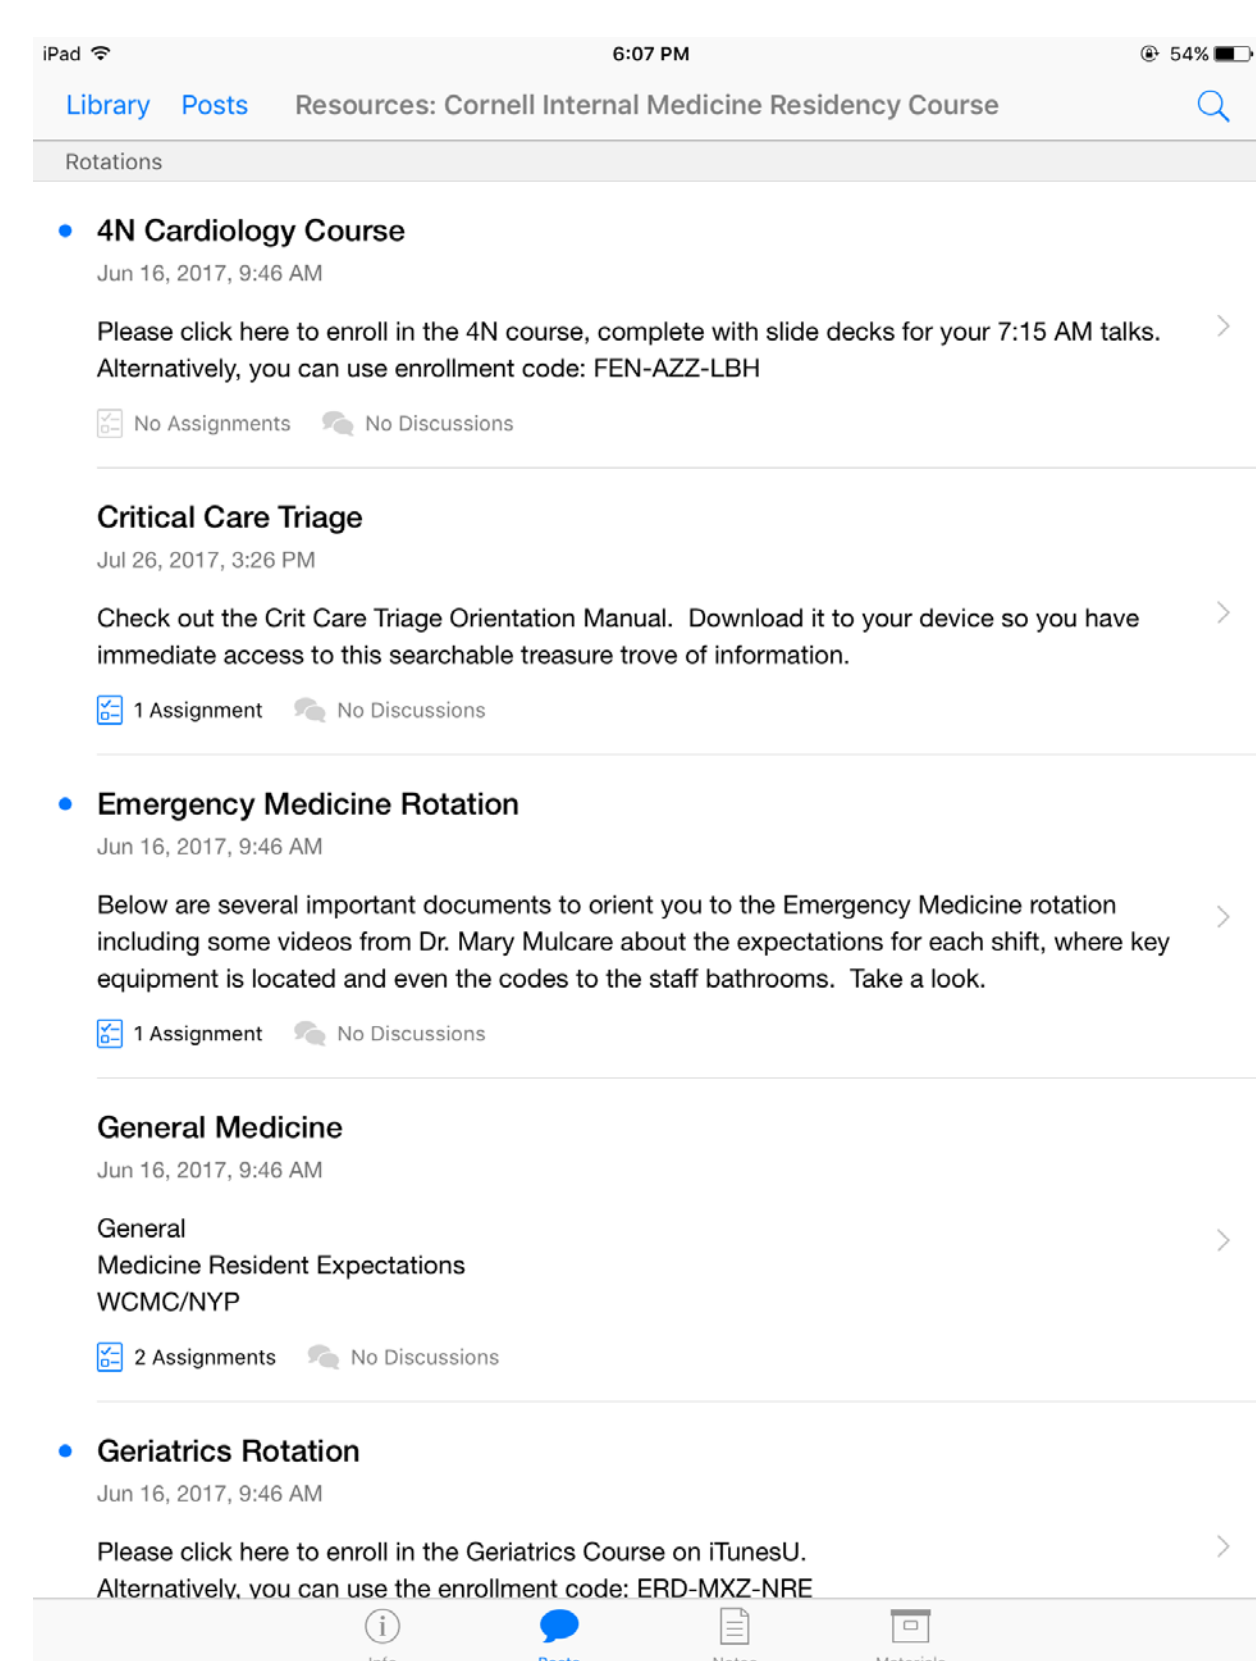 iPad 6:07 PM 54%
Library Posts Resources: Cornell Internal Medicine Residency Course
Rotations
4N Cardiology Course
Jun 16, 2017, 9:46 AM
Please click here to enroll in the 4N course, complete with slide decks for your 7:15 AM talks.
Alternatively, you can use enrollment code: FEN-AZZ-LBH
No Assignments No Discussions
Critical Care Triage
Jul 26, 2017, 3:26 PM
Check out the Crit Care Triage Orientation Manual.  Download it to your device so you have
immediate access to this searchable treasure trove of information.
1 Assignment No Discussions
Emergency Medicine Rotation
Jun 16, 2017, 9:46 AM
Below are several important documents to orient you to the Emergency Medicine rotation
including some videos from Dr. Mary Mulcare about the expectations for each shift, where key
equipment is located and even the codes to the staff bathrooms.  Take a look.
1 Assignment No Discussions
General Medicine
Jun 16, 2017, 9:46 AM
General
Medicine Resident Expectations
WCMC/NYP
2 Assignments No Discussions
Geriatrics Rotation
Jun 16, 2017, 9:46 AM
Please click here to enroll in the Geriatrics Course on iTunesU.
Alternatively, you can use the enrollment code: ERD-MXZ-NRE
Info Posts Notes Materials